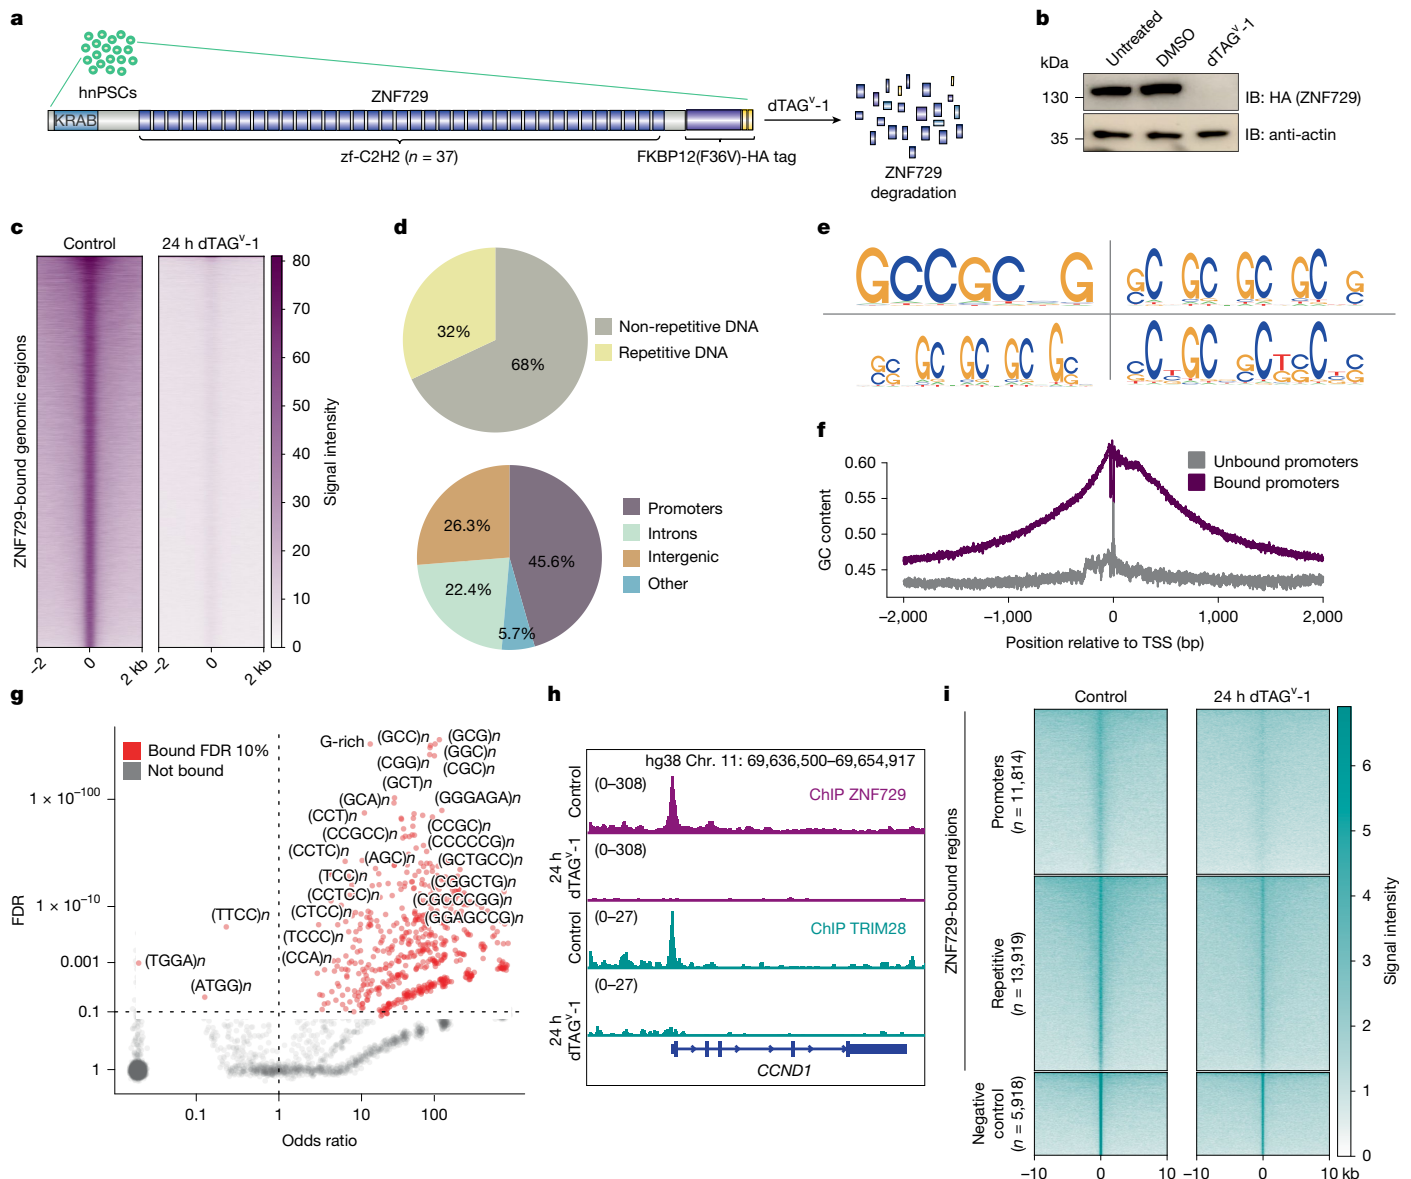 a
hnPSCs
KRAB
ZNF729
zf-C2H2 (n = 37)
FKBP12(F36V)-HA tag
dTAGⱽ-1
ZNF729
degradation
b
kDa
Untreated
DMSO
dTAGⱽ-1
130
IB: HA (ZNF729)
35
IB: anti-actin
c
Control
24 h dTAGⱽ-1
ZNF729-bound genomic regions
–2
0
2 kb
–2
0
2 kb
80
70
60
50
40
30
20
10
0
Signal intensity
d
32%
68%
Non-repetitive DNA
Repetitive DNA
26.3%
45.6%
22.4%
5.7%
Promoters
Introns
Intergenic
Other
e
GCCGC G
f
GC content
0.60
0.55
0.50
0.45
Unbound promoters
Bound promoters
–2,000
–1,000
0
1,000
2,000
Position relative to TSS (bp)
g
Bound FDR 10%
Not bound
G-rich
(GCC)n
(GCG)n
(GGC)n
(CGG)n
(CGC)n
(GCT)n
(GCA)n
(GGGAGA)n
(CCT)n
(CCGCC)n
(CCGC)n
(CCCCCG)n
(CCTC)n
(AGC)n
(GCTGCC)n
(TCC)n
(CGGCTG)n
(CCTCC)n
(CGCCCGG)n
(CTCC)n
(GGAGCCG)n
(TTCC)n
(TCCC)n
(CCA)n
(TGGA)n
(ATGG)n
FDR
1 × 10⁻¹⁰⁰
1 × 10⁻¹⁰
0.001
0.1
1
0.1
1
10
100
Odds ratio
h
hg38 Chr. 11: 69,636,500–69,654,917
Control
(0–308)
ChIP ZNF729
24 h
dTAGⱽ-1
(0–308)
Control
(0–27)
ChIP TRIM28
24 h
dTAGⱽ-1
(0–27)
CCND1
i
Control
24 h dTAGⱽ-1
ZNF729-bound regions
Promoters
(n = 11,814)
Repetitive
(n = 13,919)
Negative
control
(n = 5,918)
–10
0
10
–10
0
10 kb
6
5
4
3
2
1
0
Signal intensity